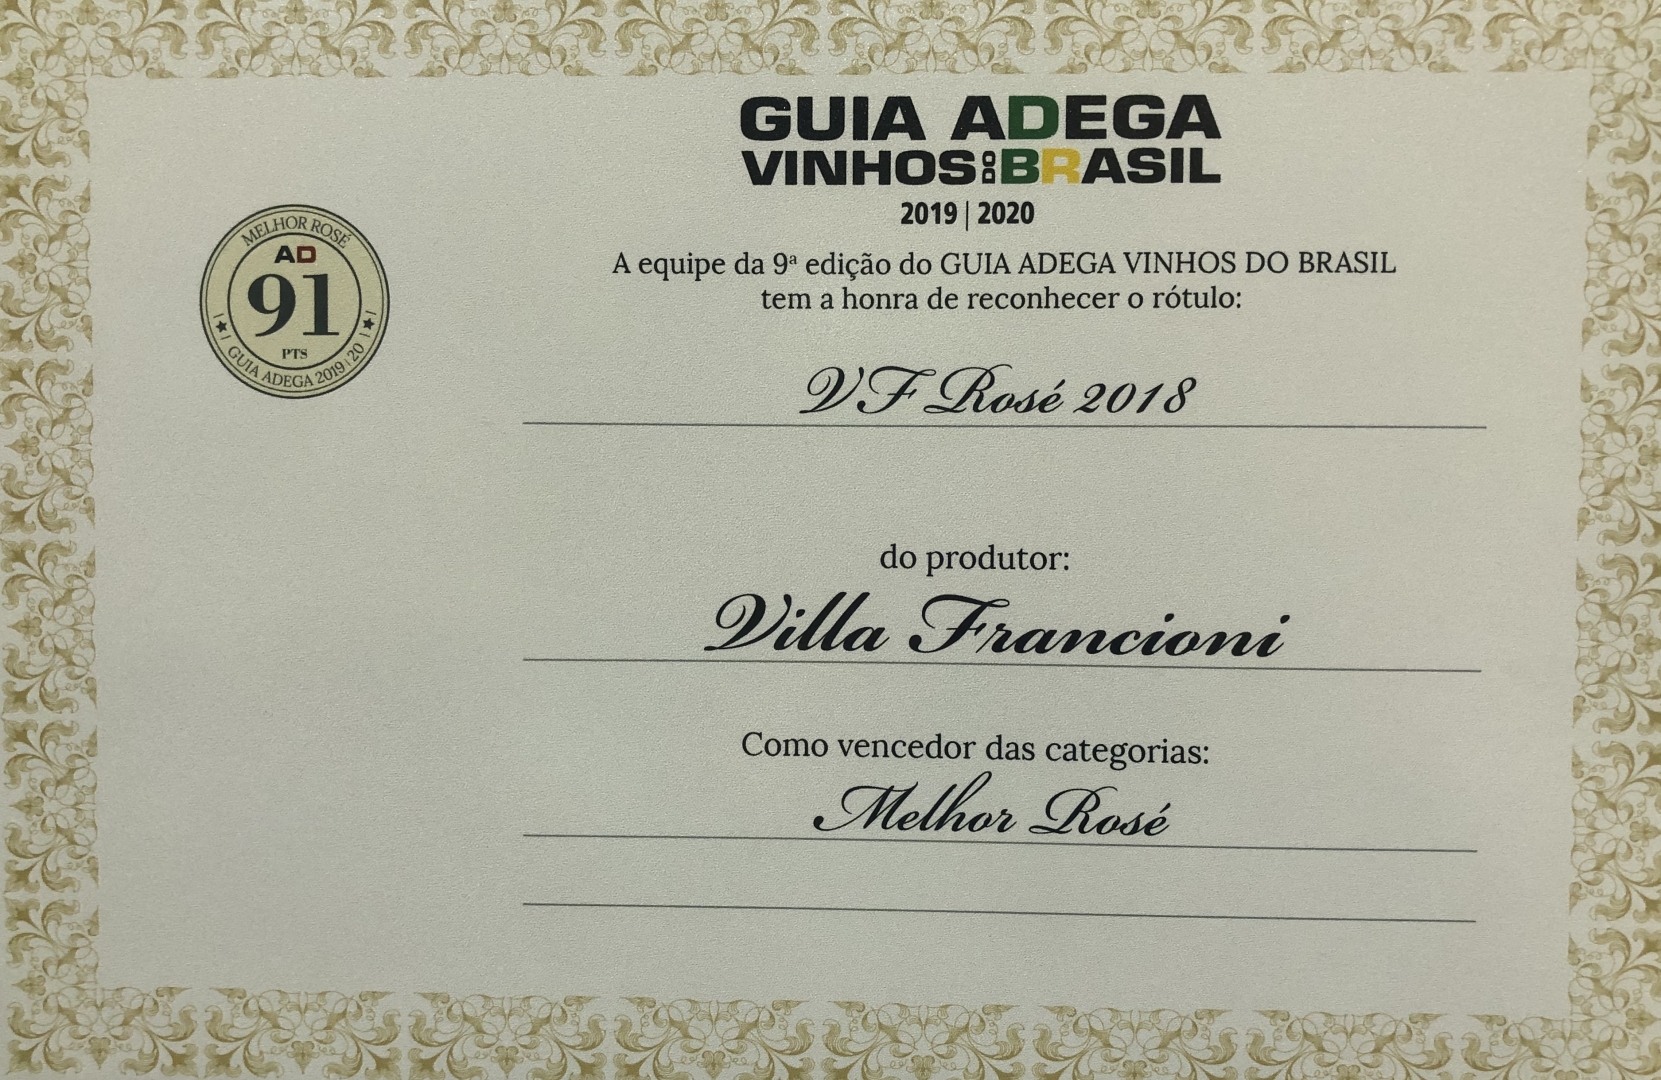 GUIA ADEGA
VINHOS DO BRASIL
2019 | 2020
A equipe da 9ª edição do GUIA ADEGA VINHOS DO BRASIL
tem a honra de reconhecer o rótulo:
MELHOR ROSÉ
AD
91
PTS
GUIA ADEGA 2019|20
VF Rosé 2018
do produtor:
Villa Francioni
Como vencedor das categorias:
Melhor Rosé